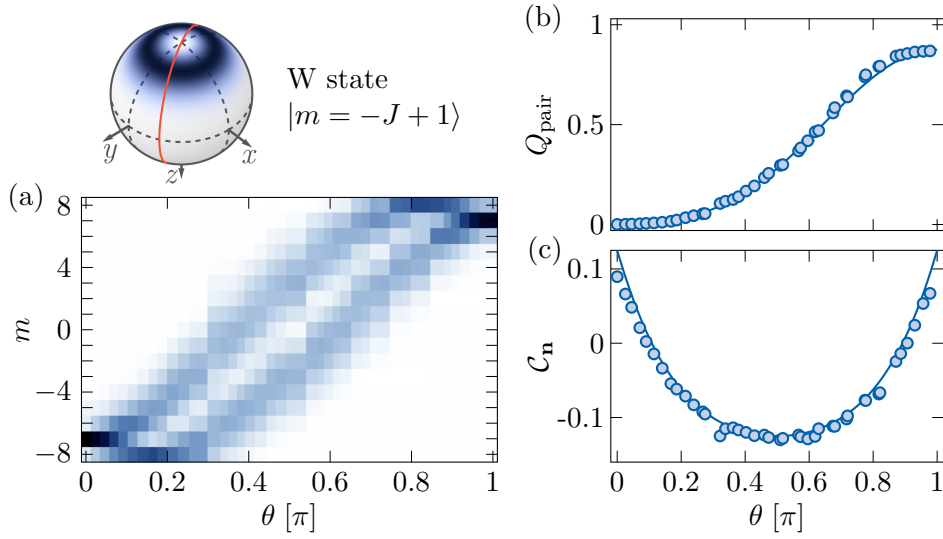 W state
|m = −J + 1⟩
y
z
x
(a)
8
4
0
−4
−8
m
0
0.2
0.4
0.6
0.8
1
θ [π]
(b)
1
0.5
0
Q_pair
(c)
0.1
0
-0.1
C_n
0
0.2
0.4
0.6
0.8
1
θ [π]